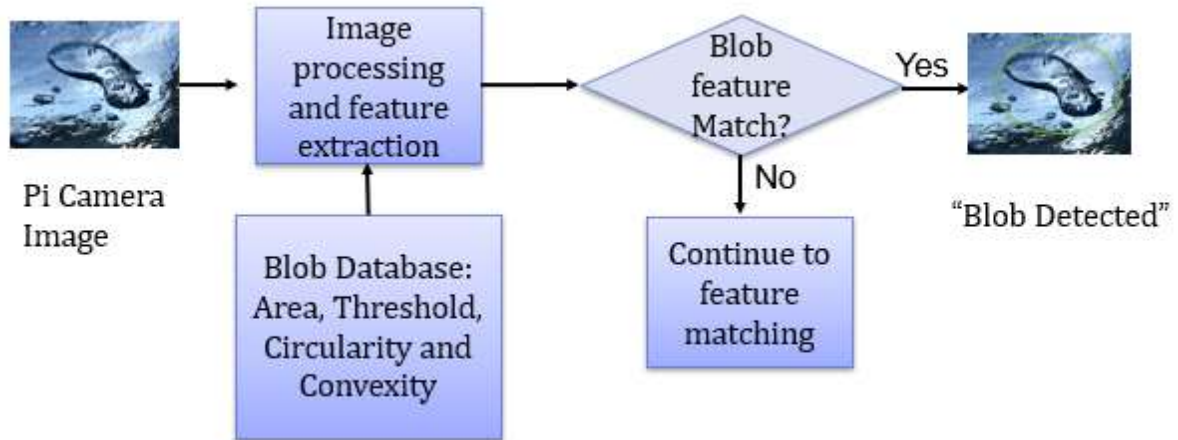 Pi Camera
Image
Image
processing
and feature
extraction
Blob Database:
Area, Threshold,
Circularity and
Convexity
Blob
feature
Match?
Yes
No
Continue to
feature
matching
“Blob Detected”